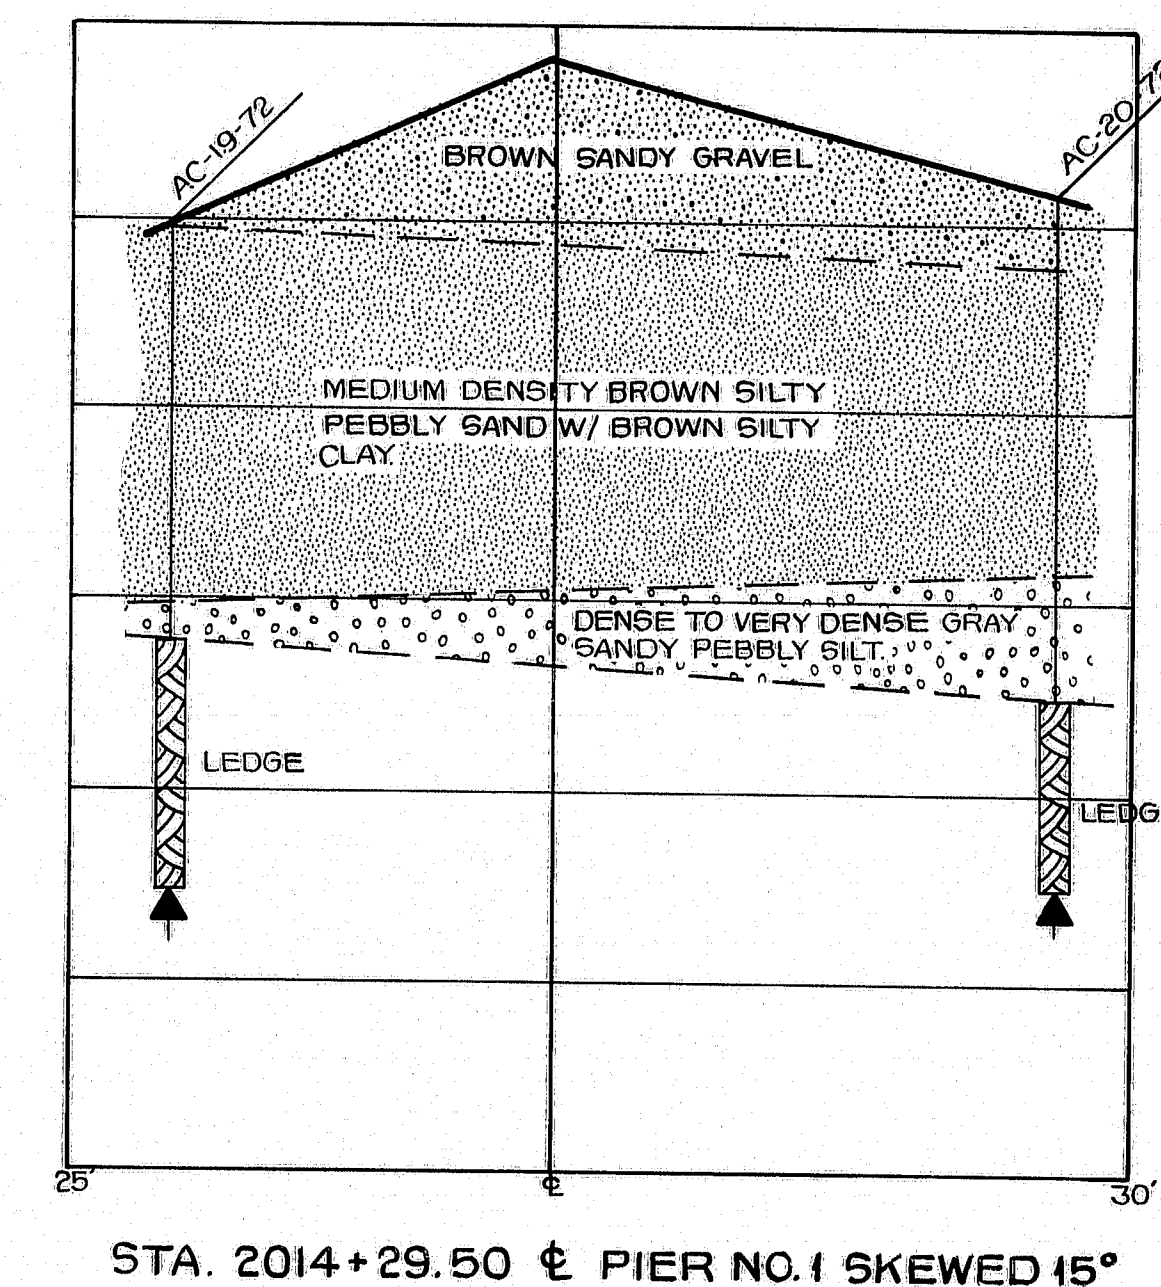 AC-19-72
AC-20-72
BROWN SANDY GRAVEL
MEDIUM DENSITY BROWN SILTY
PEBBLY SAND W/ BROWN SILTY
CLAY
DENSE TO VERY DENSE GRAY
SANDY PEBBLY SILT.
LEDGE
LEDG
25' ℄ 30'
STA. 2014+29.50 ℄ PIER NO. 1 SKEWED 15°